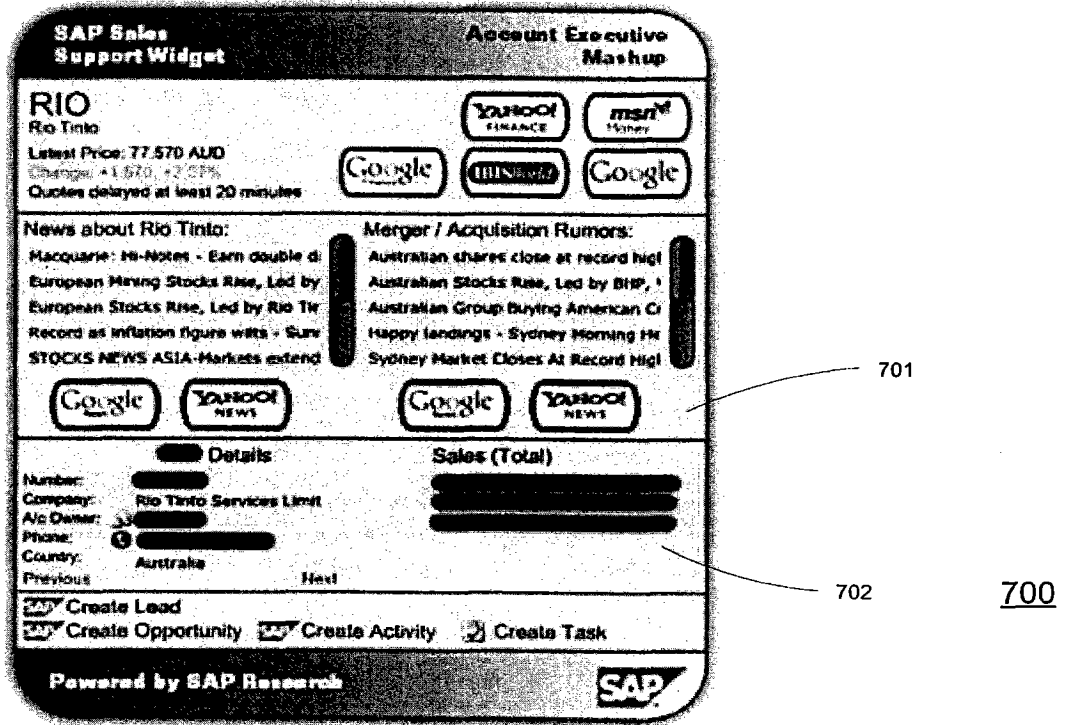 SAP Sales
Support Widget
Account Executive
Mashup
RIO
Rio Tinto
Latest Price: 77.570 AUD
Change: +1.570,
Quotes delayed at least 20 minutes
YAHOO!
FINANCE
msn
Money
Google
Google
News about Rio Tinto:
Macquarie: Hi-Notes - Earn double d
European Mining Stocks Rise, Led by
European Stocks Rise, Led by Rio Tir
Record as inflation figure wilts - Sunr
STOCKS NEWS ASIA-Markets extend
Google
YAHOO!
NEWS
Merger / Acquisition Rumors:
Australian shares close at record higl
Australian Stocks Rise, Led by BHP,
Australian Group Buying American Cr
Happy landings - Sydney Morning He
Sydney Market Closes At Record Higl
Google
YAHOO!
NEWS
701
Details
Number:
Company: Rio Tinto Services Limit
A/c Owner:
Phone:
Country: Australia
Previous Next
Sales (Total)
702
700
SAP Create Lead
SAP Create Opportunity SAP Create Activity Create Task
Powered by SAP Research
SAP